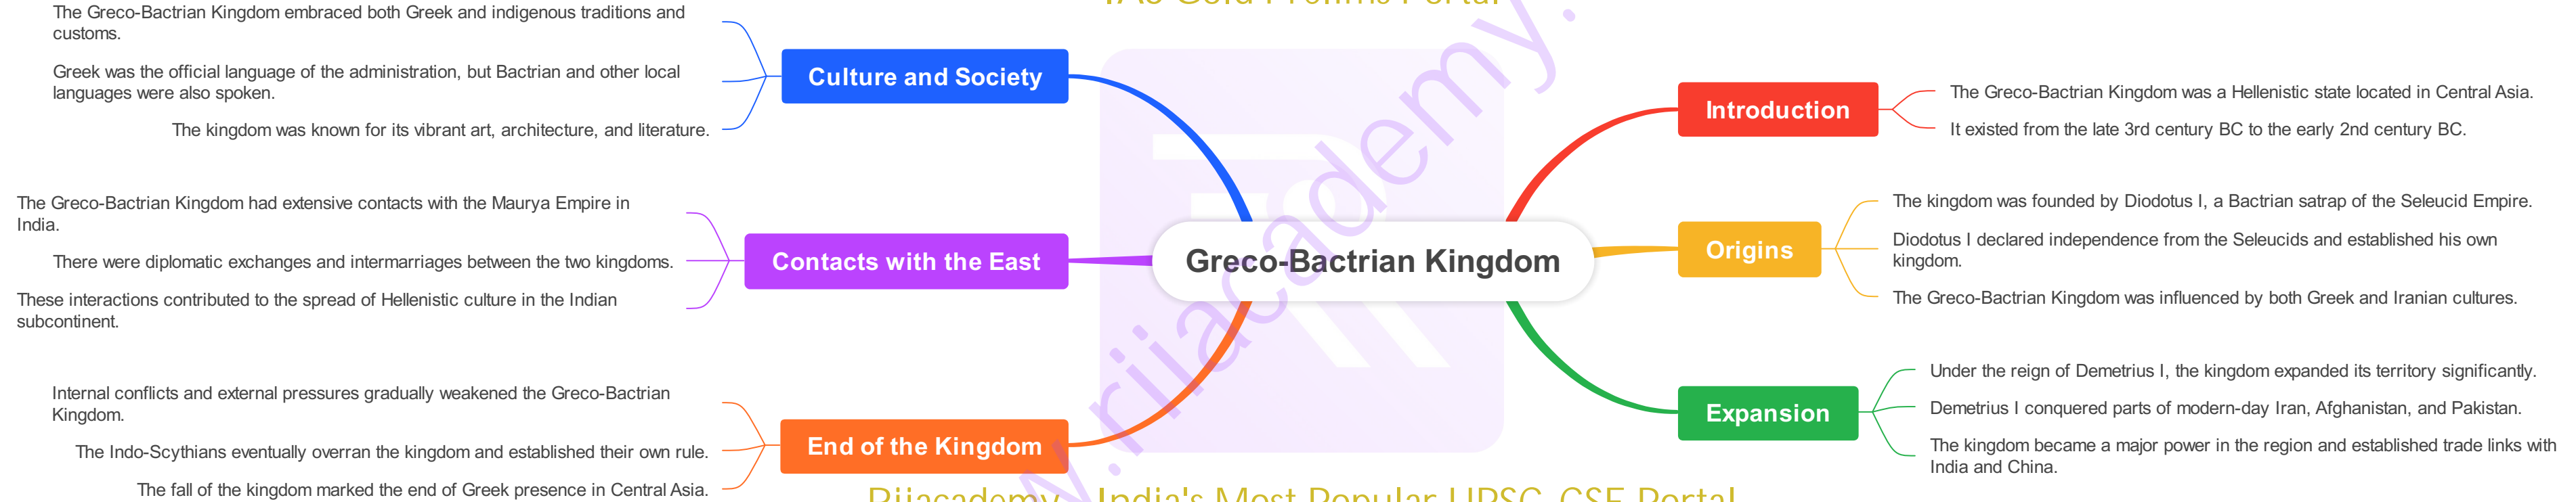 The Greco-Bactrian Kingdom embraced both Greek and indigenous traditions and
customs.
Greek was the official language of the administration, but Bactrian and other local
languages were also spoken.
The kingdom was known for its vibrant art, architecture, and literature.
Culture and Society
The Greco-Bactrian Kingdom had extensive contacts with the Maurya Empire in
India.
There were diplomatic exchanges and intermarriages between the two kingdoms.
These interactions contributed to the spread of Hellenistic culture in the Indian
subcontinent.
Contacts with the East
Internal conflicts and external pressures gradually weakened the Greco-Bactrian
Kingdom.
The Indo-Scythians eventually overran the kingdom and established their own rule.
The fall of the kingdom marked the end of Greek presence in Central Asia.
End of the Kingdom
Greco-Bactrian Kingdom
Introduction
The Greco-Bactrian Kingdom was a Hellenistic state located in Central Asia.
It existed from the late 3rd century BC to the early 2nd century BC.
Origins
The kingdom was founded by Diodotus I, a Bactrian satrap of the Seleucid Empire.
Diodotus I declared independence from the Seleucids and established his own
kingdom.
The Greco-Bactrian Kingdom was influenced by both Greek and Iranian cultures.
Expansion
Under the reign of Demetrius I, the kingdom expanded its territory significantly.
Demetrius I conquered parts of modern-day Iran, Afghanistan, and Pakistan.
The kingdom became a major power in the region and established trade links with
India and China.
w.rijacademy.
Rijacademy - India's Most Popular UPSC-CSE Portal